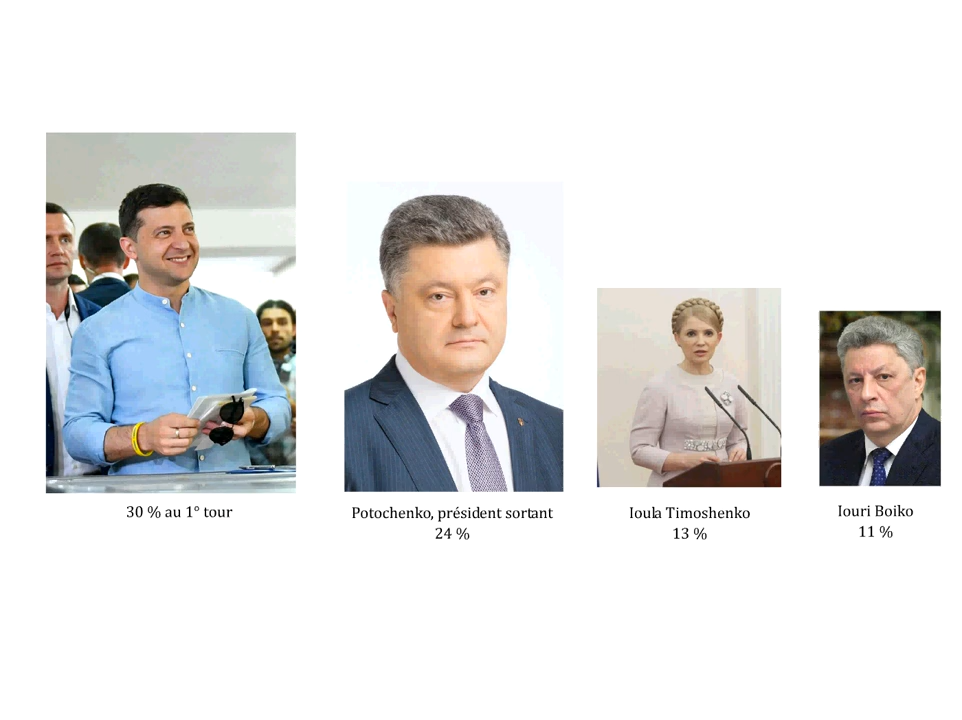 30 % au 1° tour
Potochenko, président sortant
24 %
Ioula Timoshenko
13 %
Iouri Boiko
11 %